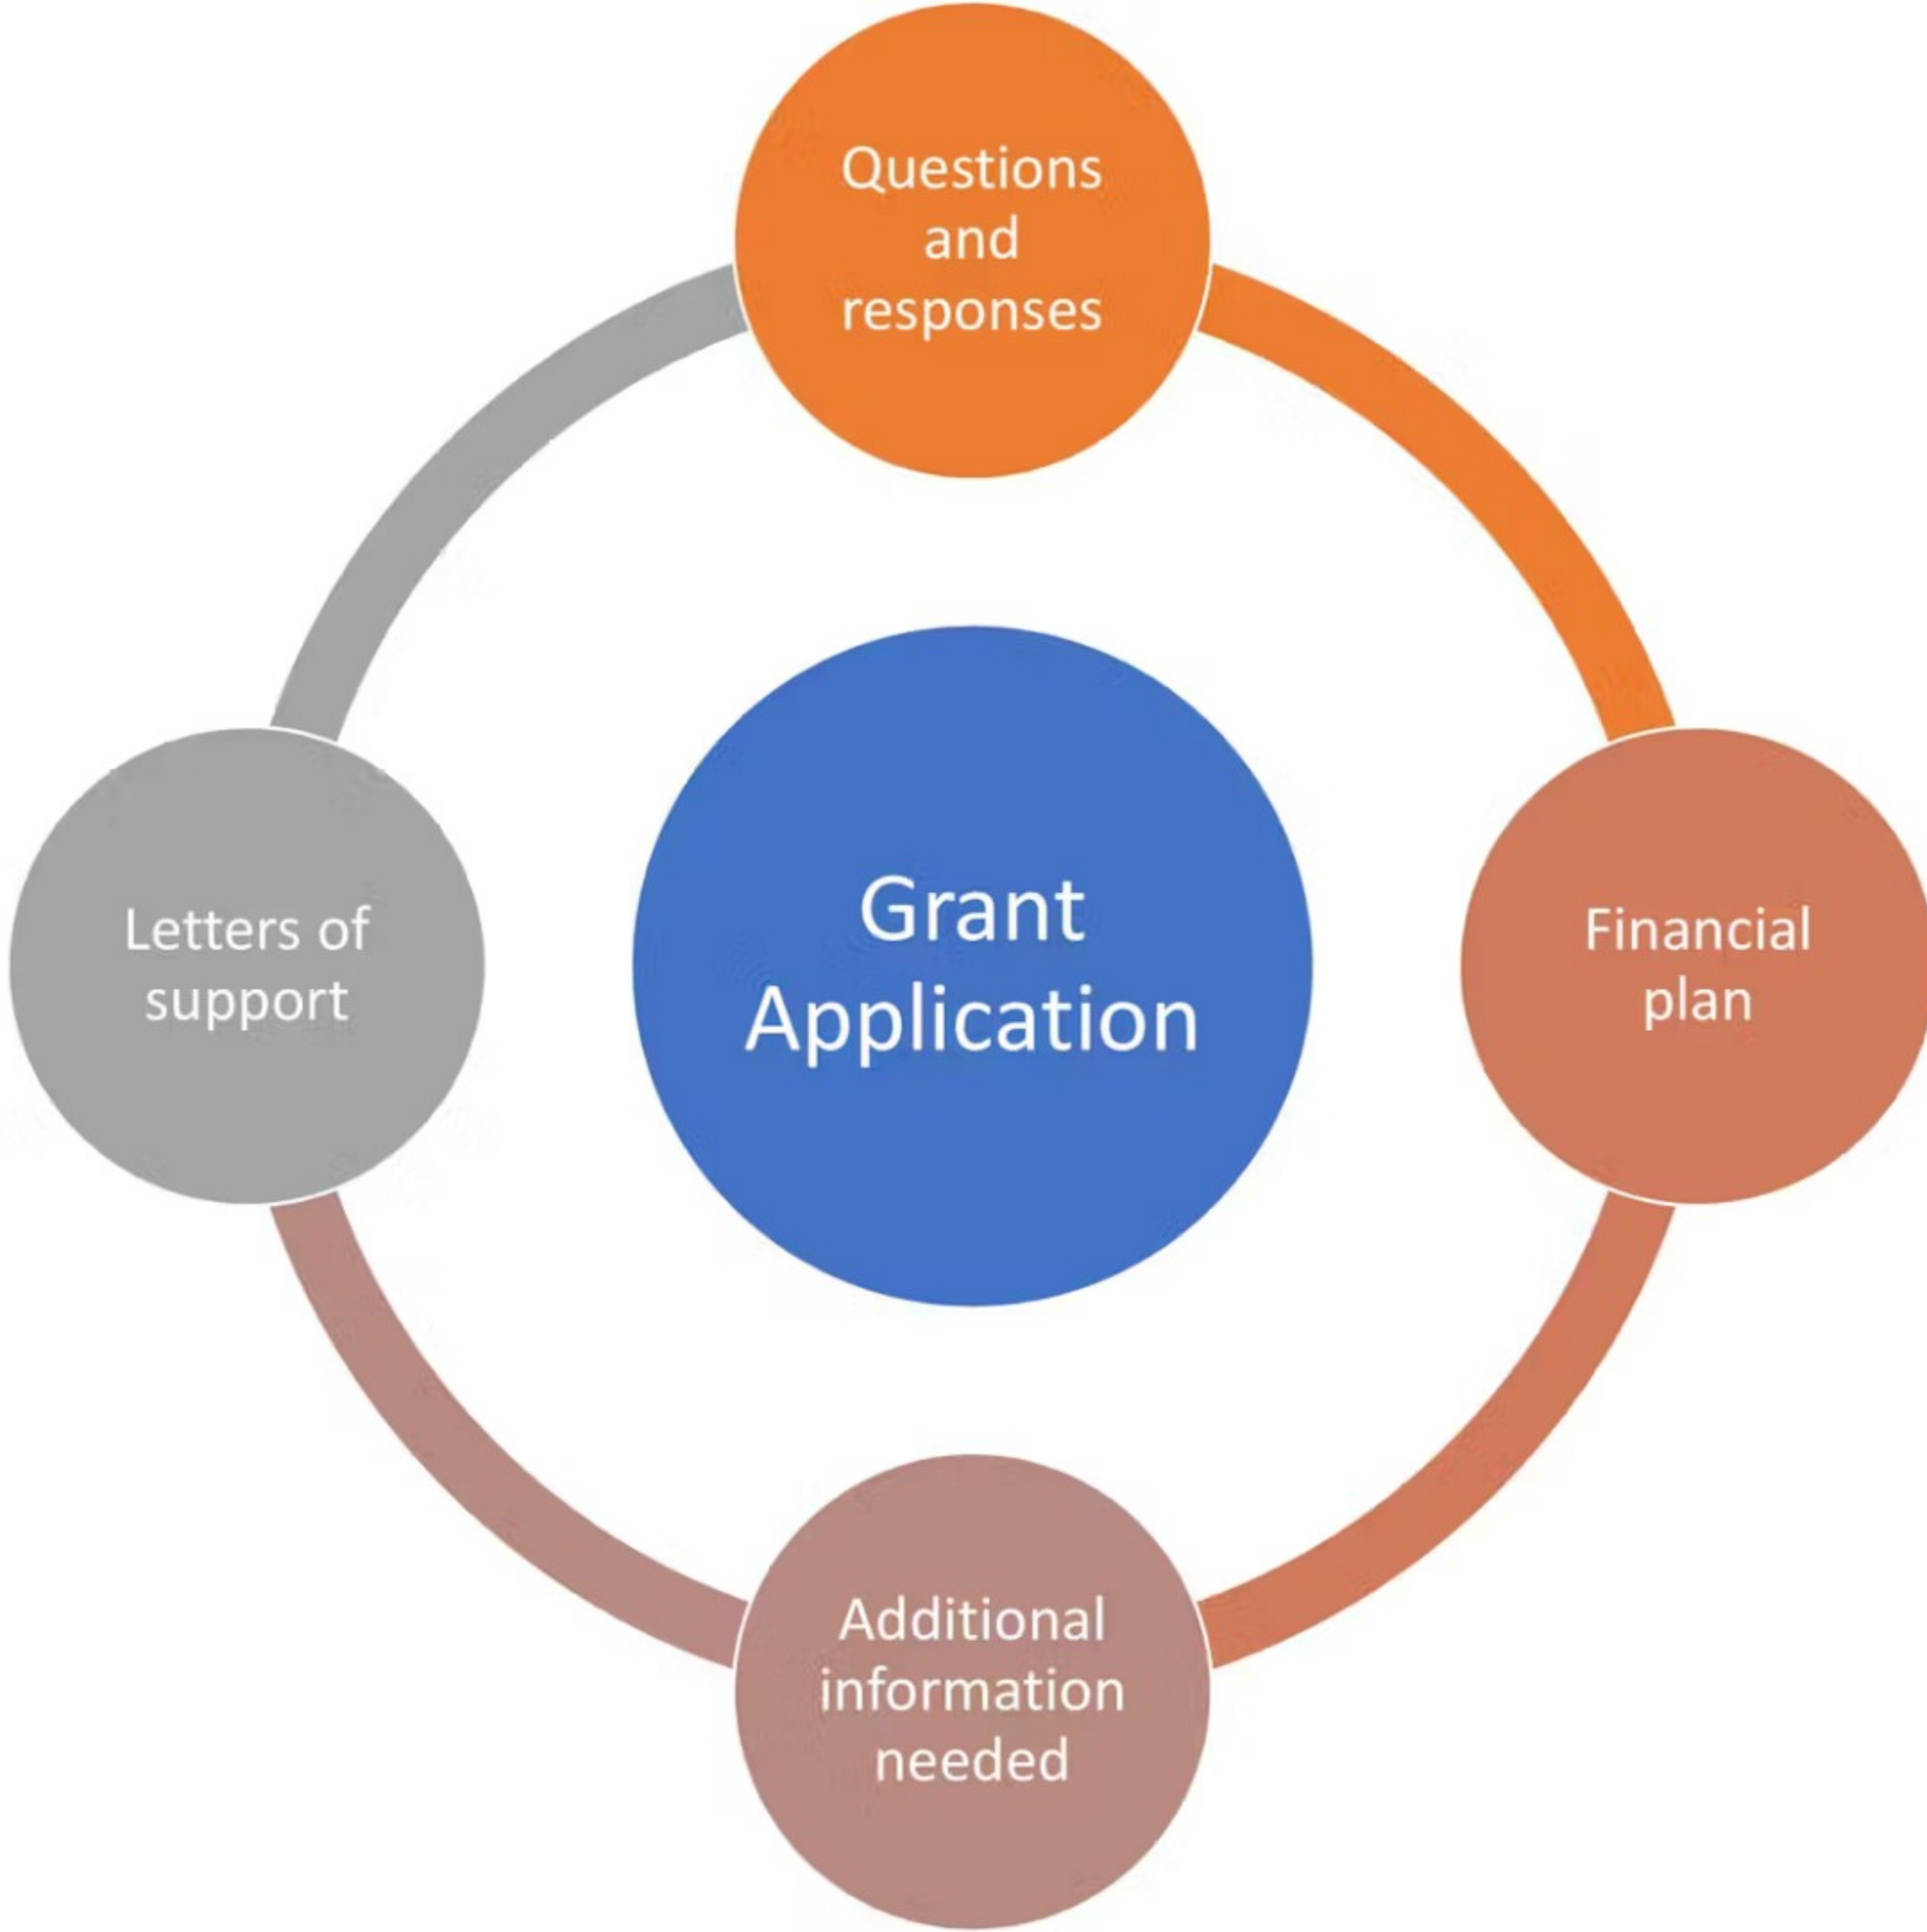 Questions
and
responses
Letters of
support
Grant
Application
Financial
plan
Additional
information
needed